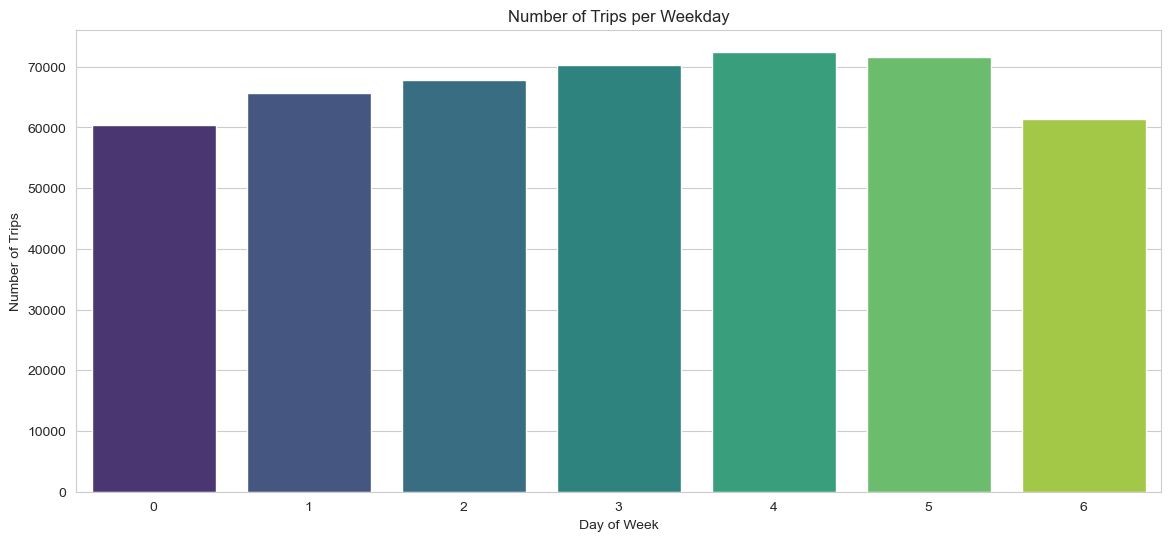 Number of Trips per Weekday
Number of Trips
70000
60000
50000
40000
30000
20000
10000
0
0 1 2 3 4 5 6
Day of Week